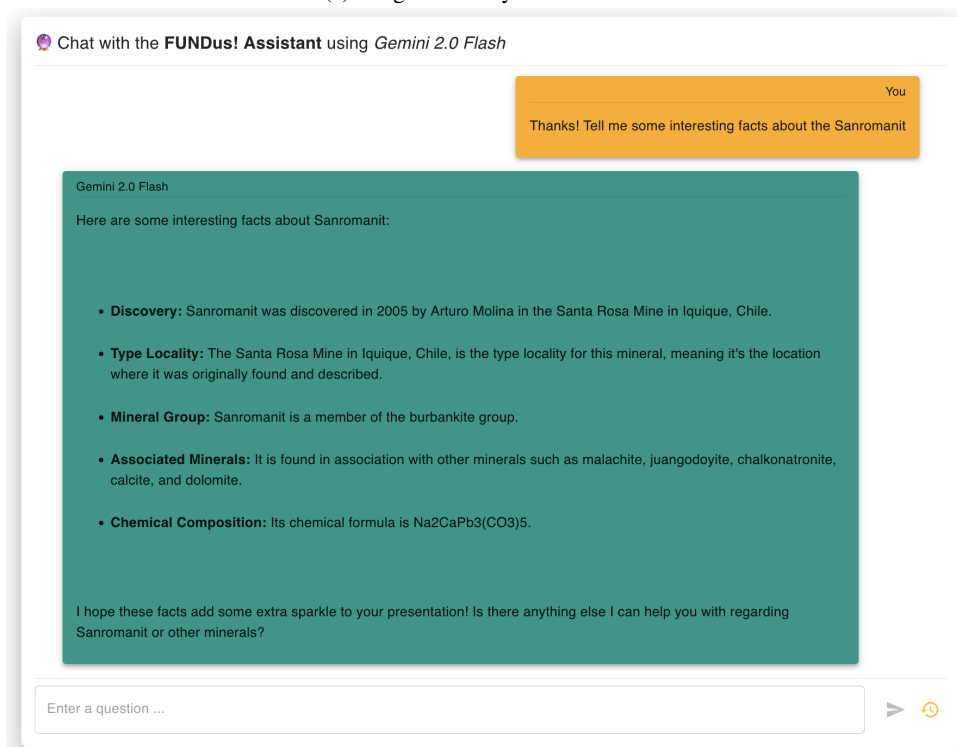 Chat with the FUNDus! Assistant using Gemini 2.0 Flash
You
Thanks! Tell me some interesting facts about the Sanromanit
Gemini 2.0 Flash
Here are some interesting facts about Sanromanit:
• Discovery: Sanromanit was discovered in 2005 by Arturo Molina in the Santa Rosa Mine in Iquique, Chile.
• Type Locality: The Santa Rosa Mine in Iquique, Chile, is the type locality for this mineral, meaning it's the location
where it was originally found and described.
• Mineral Group: Sanromanit is a member of the burbankite group.
• Associated Minerals: It is found in association with other minerals such as malachite, juangodoyite, chalkonatronite,
calcite, and dolomite.
• Chemical Composition: Its chemical formula is Na2CaPb3(CO3)5.
I hope these facts add some extra sparkle to your presentation! Is there anything else I can help you with regarding
Sanromanit or other minerals?
Enter a question ...